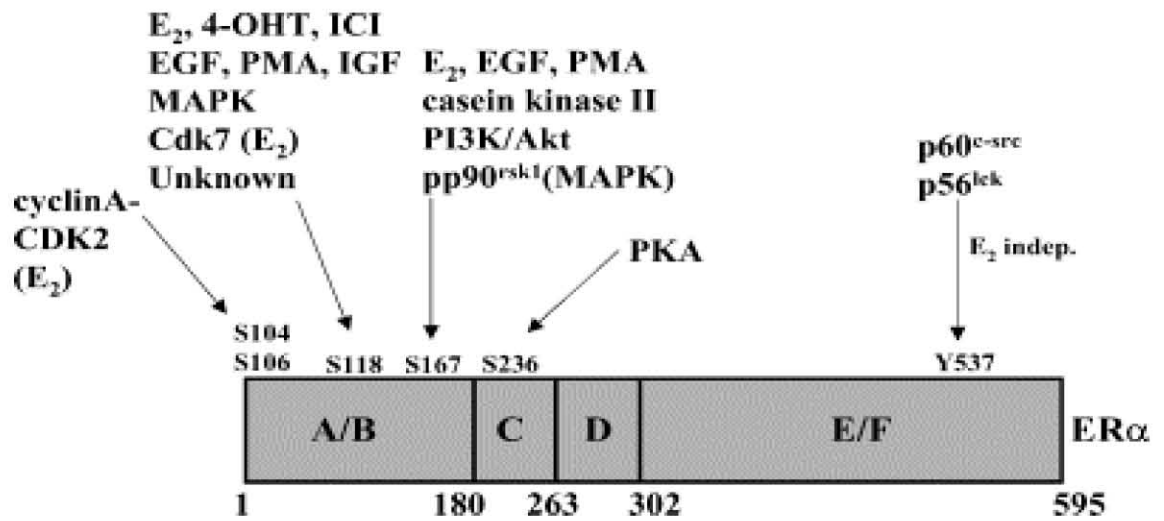 E₂, 4-OHT, ICI
EGF, PMA, IGF
MAPK
Cdk7 (E₂)
Unknown
E₂, EGF, PMA
casein kinase II
PI3K/Akt
pp90ʳˢᵏ¹(MAPK)
p60ᶜ⁻ˢʳᶜ
p56ˡᶜᵏ
cyclinA-
CDK2
(E₂)
PKA
E₂ indep.
S104
S106
S118
S167
S236
Y537
A/B
C
D
E/F
ERα
1
180
263
302
595